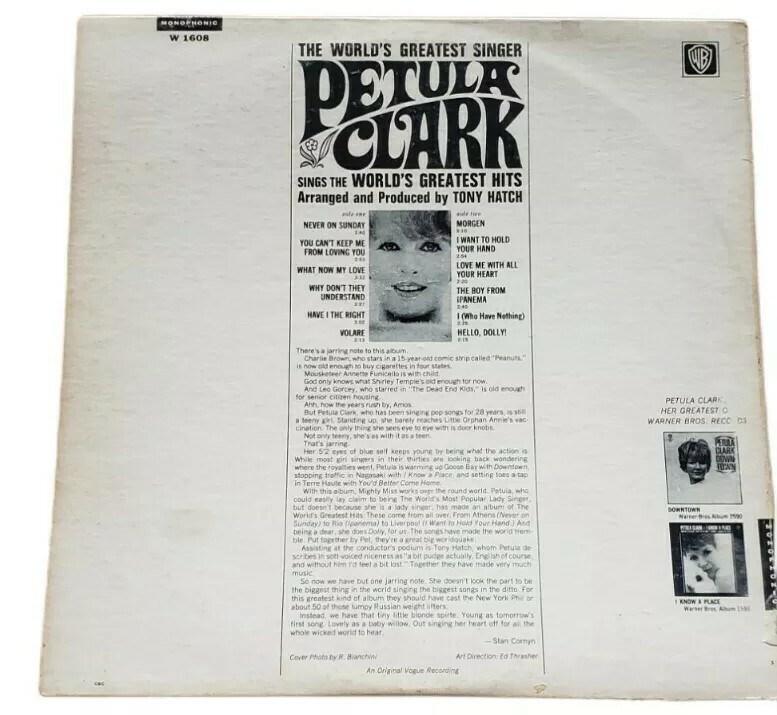 MONOPHONIC
W 1608
WB
THE WORLD'S GREATEST SINGER
PETULA
CLARK
SINGS THE WORLD'S GREATEST HITS
Arranged and Produced by TONY HATCH
side one
NEVER ON SUNDAY
2:40
YOU CAN'T KEEP ME
FROM LOVING YOU
WHAT NOW MY LOVE
WHY DON'T THEY
UNDERSTAND
HAVE I THE RIGHT
VOLARE
side two
MORGEN
I WANT TO HOLD
YOUR HAND
LOVE ME WITH ALL
YOUR HEART
THE BOY FROM
IPANEMA
I (Who Have Nothing)
HELLO, DOLLY!
There's a jarring note to this album.
Charlie Brown, who stars in a 15-year-old comic strip called "Peanuts,"
is now old enough to buy cigarettes in four states.
Mousketeer Annette Funicello is with child.
God only knows what Shirley Temple's old enough for now.
And Leo Gorcey, who starred in "The Dead End Kids," is old enough
for senior citizen housing.
Ahh, how the years rush by, Amos.
But Petula Clark, who has been singing pop songs for 28 years, is still
a teeny girl. Standing up, she barely reaches Little Orphan Annie's vac-
cination. The only thing she sees eye to eye with is door knobs.
Not only teeny, she's as with it as a teen.
That's jarring.
Her 5'2 eyes of blue self keeps young by being what the action is.
While most girl singers in their thirties are looking back wondering
where the royalties went, Petula is warming up Goose Bay with Downtown,
stopping traffic in Nagasaki with I Know a Place, and setting toes a-tap
in Terre Haute with You'd Better Come Home.
With this album, Mighty Miss works over the round world. Petula, who
could easily lay claim to being The World's Most Popular Lady Singer,
but doesn't because she is a lady singer, has made an album of The
World's Greatest Hits. These come from all over. From Athens (Never on
Sunday) to Rio (Ipanema) to Liverpool (I Want to Hold Your Hand.) And
being a dear, she does Dolly, for us. The songs have made the world trem-
ble. Put together by Pet, they're a great big worldquake.
Assisting at the conductor's podium is Tony Hatch, whom Petula de-
scribes in soft-voiced niceness as "a bit pudge actually, English of course,
and without him I'd feel a bit lost." Together they have made very much
music.
So now we have but one jarring note. She doesn't look the part to be
the biggest thing in the world singing the biggest songs in the ditto. For
this greatest kind of album they should have cast the New York Phil or
about 50 of those lumpy Russian weight lifters.
Instead, we have that tiny little blonde sprite. Young as tomorrow's
first song. Lovely as a baby willow. Out singing her heart off for all the
whole wicked world to hear.
— Stan Cornyn
Cover Photo by R. Bianchini Art Direction: Ed Thrasher
An Original Vogue Recording
PETULA CLARK,
HER GREATEST O
WARNER BROS. RECORDS
PETULA
CLARK
DOWN
TOWN
DOWNTOWN
Warner Bros. Album 1590
I KNOW A PLACE
Warner Bros. Album 1598
CBC